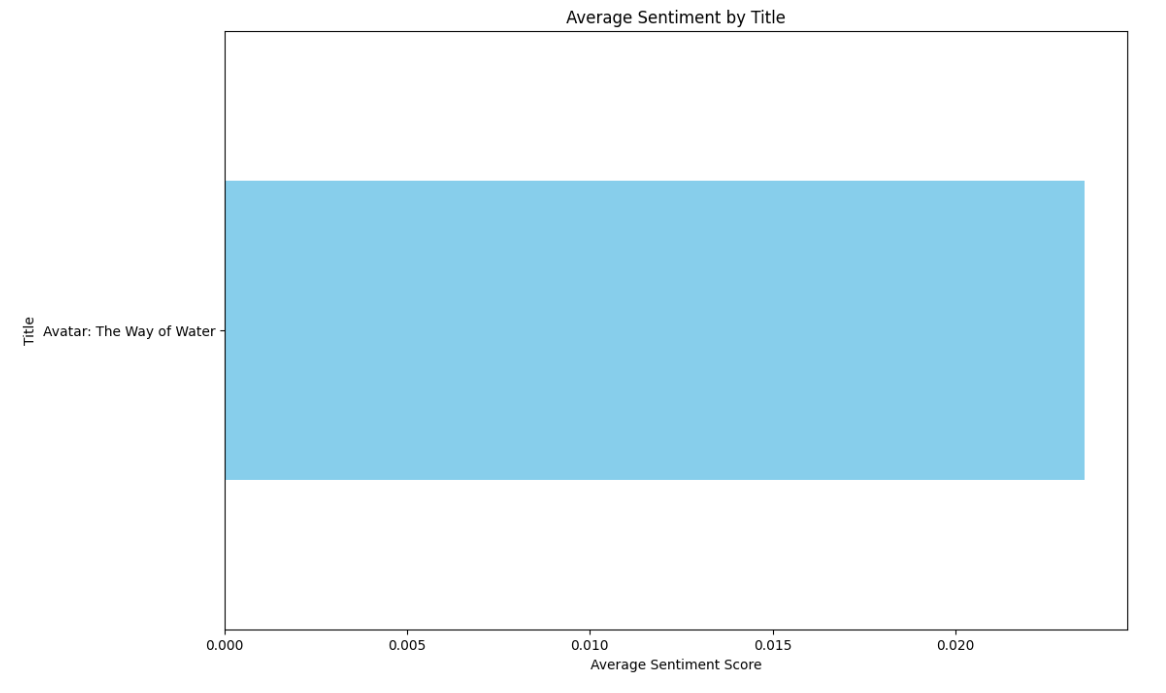 Average Sentiment by Title
Title
Avatar: The Way of Water
0.000
0.005
0.010
0.015
0.020
Average Sentiment Score